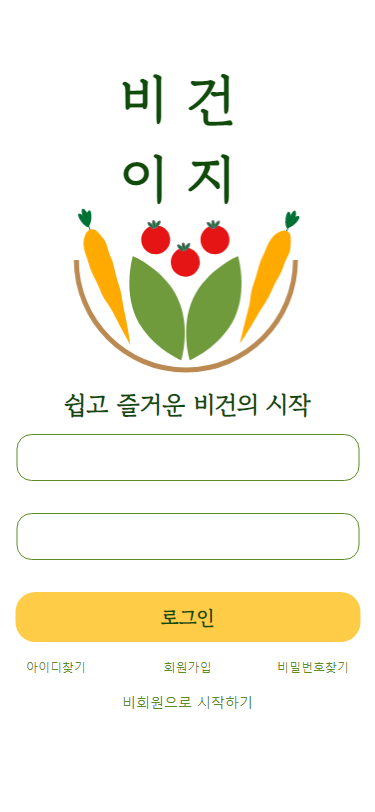 비 건
이 지
쉽고 즐거운 비건의 시작
로그인
아이디찾기 회원가입 비밀번호찾기
비회원으로 시작하기